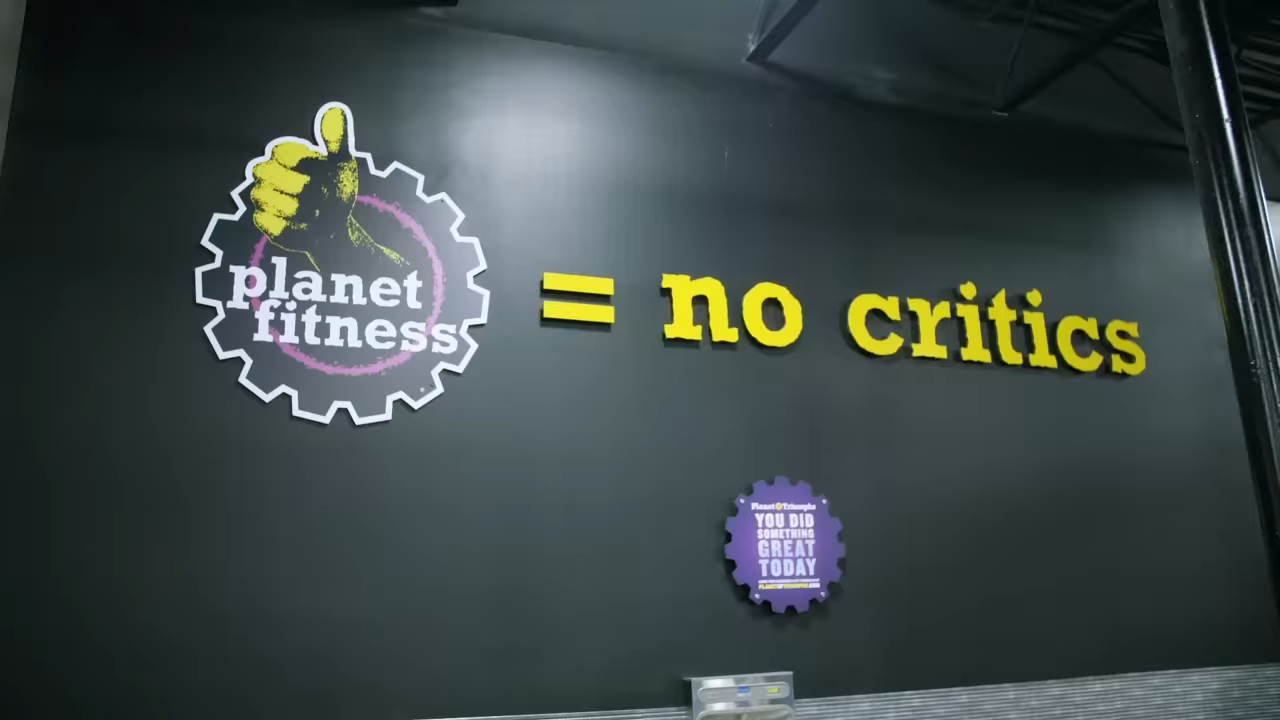 planet
fitness
= no critics
Planet Triumphs
YOU DID
SOMETHING
GREAT
TODAY